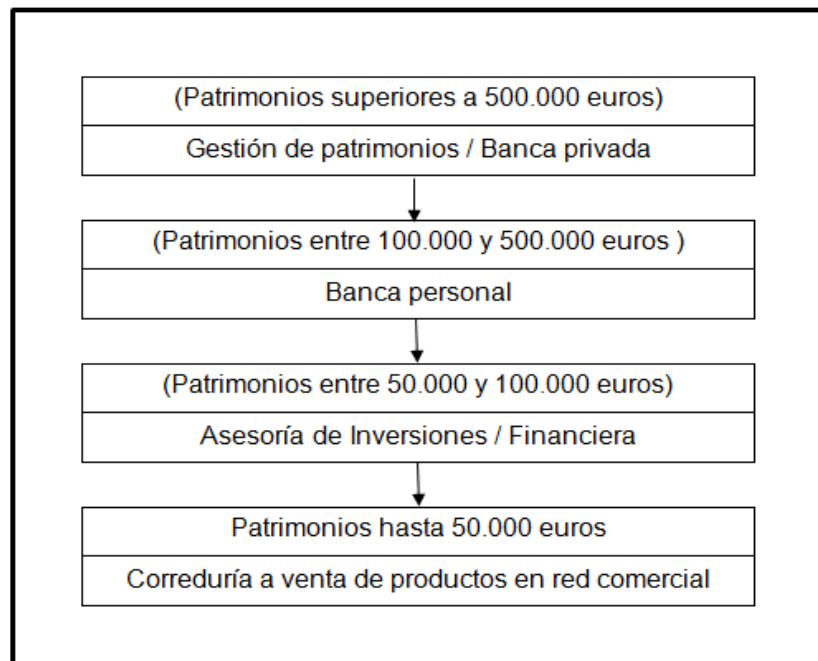 (Patrimonios superiores a 500.000 euros)
Gestión de patrimonios / Banca privada
(Patrimonios entre 100.000 y 500.000 euros )
Banca personal
(Patrimonios entre 50.000 y 100.000 euros)
Asesoría de Inversiones / Financiera
Patrimonios hasta 50.000 euros
Correduría a venta de productos en red comercial